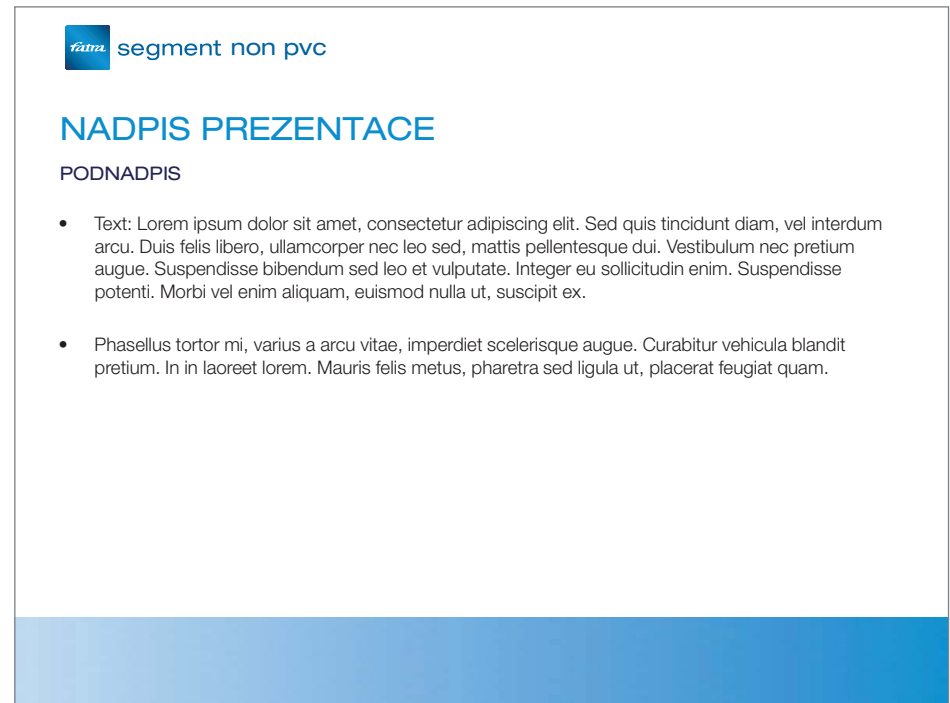 fatra segment non pvc
NADPIS PREZENTACE
PODNADPIS
• Text: Lorem ipsum dolor sit amet, consectetur adipiscing elit. Sed quis tincidunt diam, vel interdum
arcu. Duis felis libero, ullamcorper nec leo sed, mattis pellentesque dui. Vestibulum nec pretium
augue. Suspendisse bibendum sed leo et vulputate. Integer eu sollicitudin enim. Suspendisse
potenti. Morbi vel enim aliquam, euismod nulla ut, suscipit ex.
• Phasellus tortor mi, varius a arcu vitae, imperdiet scelerisque augue. Curabitur vehicula blandit
pretium. In in laoreet lorem. Mauris felis metus, pharetra sed ligula ut, placerat feugiat quam.